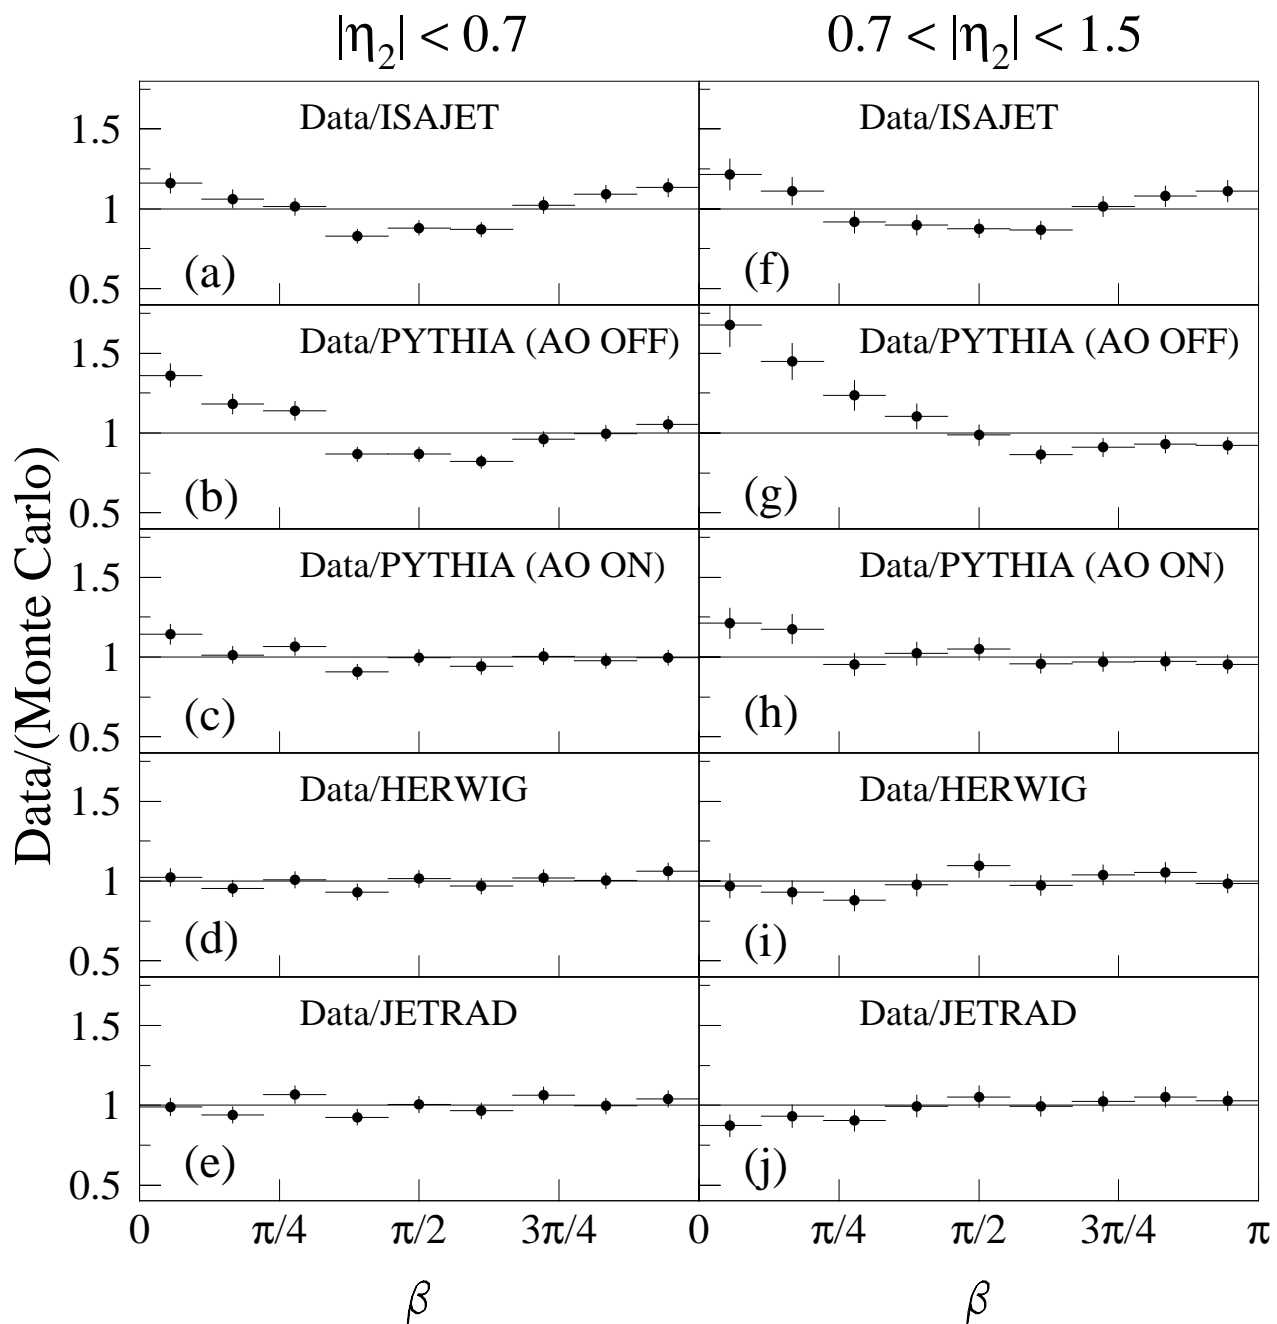 |η₂| < 0.7
0.7 < |η₂| < 1.5
Data/(Monte Carlo)
Data/ISAJET
1.5
1
0.5
(a)
Data/ISAJET
(f)
Data/PYTHIA (AO OFF)
1.5
1
0.5
(b)
Data/PYTHIA (AO OFF)
(g)
Data/PYTHIA (AO ON)
1.5
1
0.5
(c)
Data/PYTHIA (AO ON)
(h)
Data/HERWIG
1.5
1
0.5
(d)
Data/HERWIG
(i)
Data/JETRAD
1.5
1
0.5
(e)
Data/JETRAD
(j)
0 π/4 π/2 3π/4 0 π/4 π/2 3π/4 π
β
β